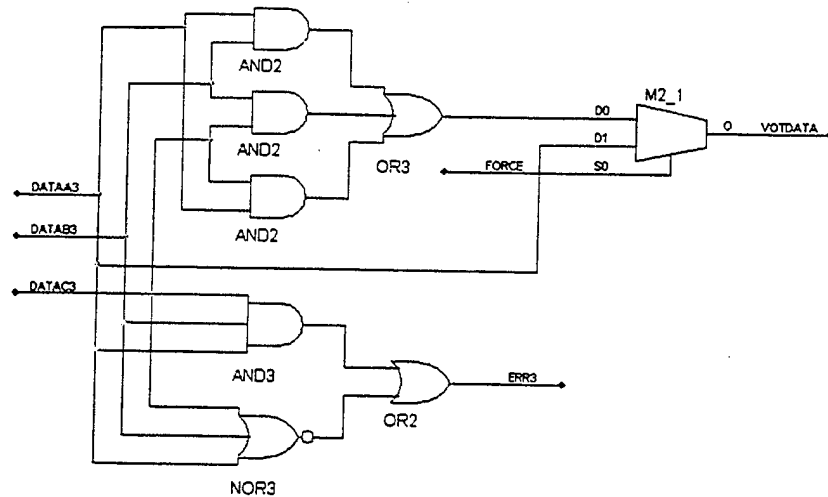 AND2
M2_1
D0
O
VOTDATA
AND2
D1
OR3
FORCE
S0
DATAA3
AND2
DATAB3
DATAC3
AND3
ERR3
OR2
NOR3